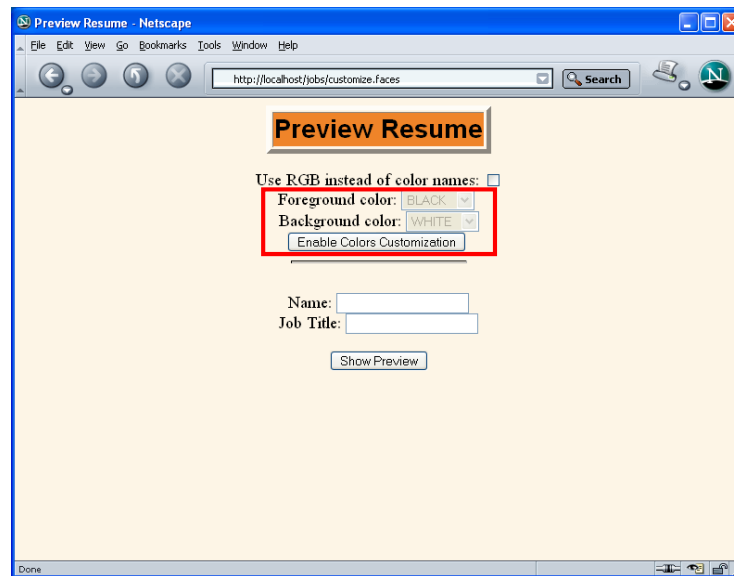 Preview Resume - Netscape
File Edit View Go Bookmarks Tools Window Help
http://localhost/jobs/customize.faces Search N
Preview Resume
Use RGB instead of color names:
Foreground color: BLACK
Background color: WHITE
Enable Colors Customization
Name:
Job Title:
Show Preview
Done